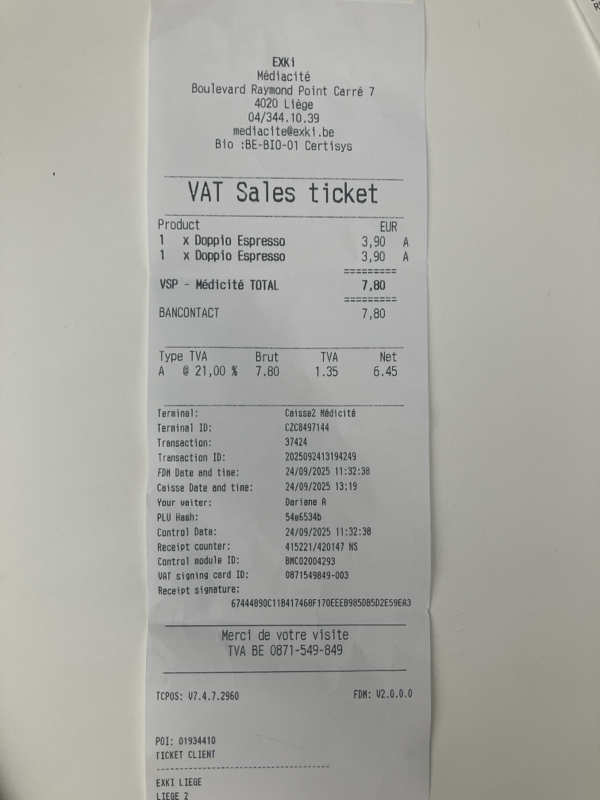 EXKi
Médiacité
Boulevard Raymond Point Carré 7
4020 Liège
04/344.10.39
mediacite@exki.be
Bio :BE-BIO-01 Certisys
VAT Sales ticket
Product EUR
1 x Doppio Espresso 3,90 A
1 x Doppio Espresso 3,90 A
=========
VSP - Médicité TOTAL 7,80
=========
BANCONTACT 7,80
Type TVA Brut TVA Net
A @ 21,00 % 7.80 1.35 6.45
Terminal: Caisse2 Médicité
Terminal ID: CZC8497144
Transaction: 37424
Transaction ID: 2025092413194249
FDM Date and time: 24/09/2025 11:32:38
Caisse Date and time: 24/09/2025 13:19
Your waiter: Dariane A
PLU Hash: 54e6534b
Control Data: 24/09/2025 11:32:38
Receipt counter: 415221/420147 NS
Control module ID: BMC02004293
VAT signing card ID: 0871549849-003
Receipt signature:
67444890C11B417468F170EEEB985DB5D2E59EA3
Merci de votre visite
TVA BE 0871-549-849
TCPOS: V7.4.7.2960 FDM: V2.0.0.0
POI: 01934410
TICKET CLIENT
EXKI LIEGE
LIEGE 2